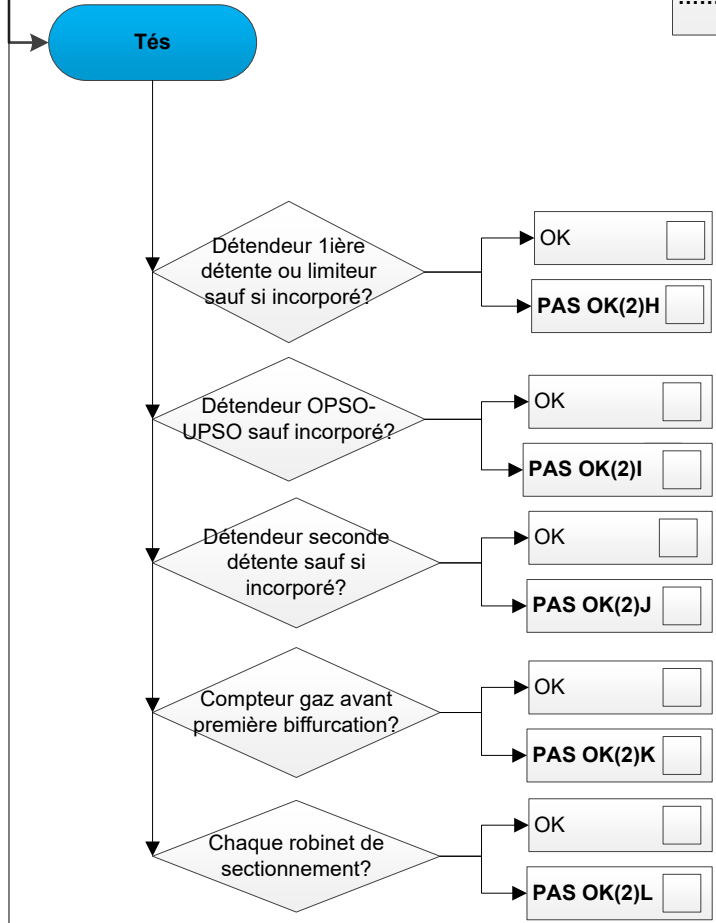 ........
Tés
Détendeur 1ière
détente ou limiteur
sauf si incorporé?
OK
PAS OK(2)H
Détendeur OPSO-
UPSO sauf incorporé?
OK
PAS OK(2)I
Détendeur seconde
détente sauf si
incorporé?
OK
PAS OK(2)J
Compteur gaz avant
première biffurcation?
OK
PAS OK(2)K
Chaque robinet de
sectionnement?
OK
PAS OK(2)L